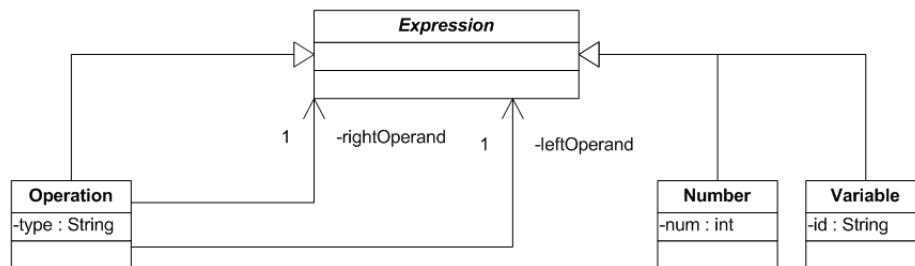 Expression
1
-rightOperand
1
-leftOperand
Operation
-type : String
Number
-num : int
Variable
-id : String